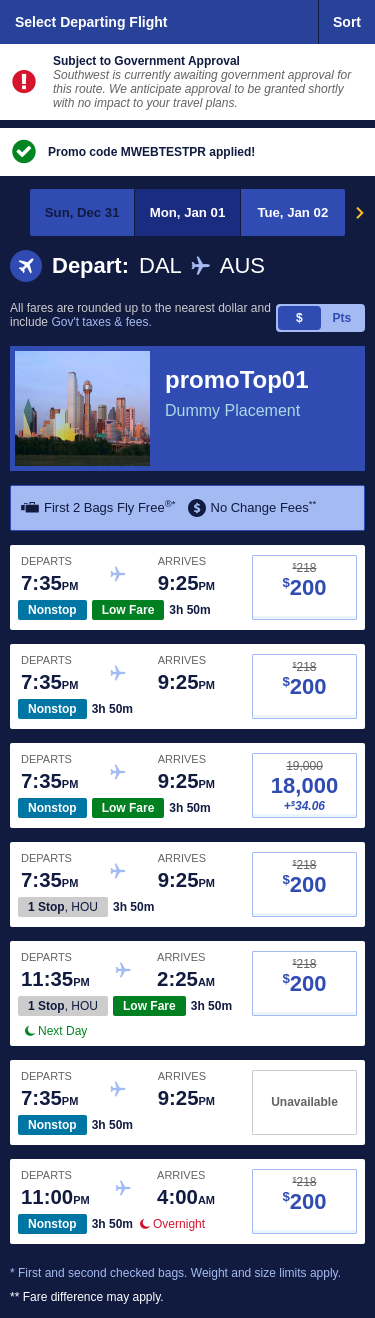 Select Departing Flight
Sort
Subject to Government Approval
Southwest is currently awaiting government approval for
this route. We anticipate approval to be granted shortly
with no impact to your travel plans.
Promo code MWEBTESTPR applied!
Sun, Dec 31
Mon, Jan 01
Tue, Jan 02
Depart: DAL AUS
All fares are rounded up to the nearest dollar and
include Gov't taxes & fees.
$
Pts
promoTop01
Dummy Placement
First 2 Bags Fly Free®* No Change Fees**
DEPARTS ARRIVES
7:35PM 9:25PM
Nonstop Low Fare 3h 50m
$218
$200
DEPARTS ARRIVES
7:35PM 9:25PM
Nonstop 3h 50m
$218
$200
DEPARTS ARRIVES
7:35PM 9:25PM
Nonstop Low Fare 3h 50m
19,000
18,000
+$34.06
DEPARTS ARRIVES
7:35PM 9:25PM
1 Stop, HOU 3h 50m
$218
$200
DEPARTS ARRIVES
11:35PM 2:25AM
1 Stop, HOU Low Fare 3h 50m
Next Day
$218
$200
DEPARTS ARRIVES
7:35PM 9:25PM
Nonstop 3h 50m
Unavailable
DEPARTS ARRIVES
11:00PM 4:00AM
Nonstop 3h 50m Overnight
$218
$200
* First and second checked bags. Weight and size limits apply.
** Fare difference may apply.